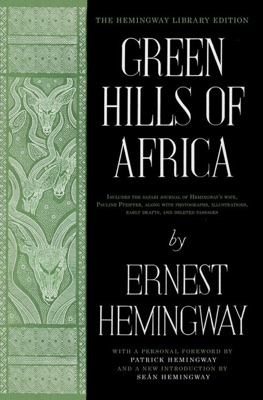 THE HEMINGWAY LIBRARY EDITION
GREEN
HILLS OF
AFRICA
INCLUDES THE SAFARI JOURNAL OF HEMINGWAY'S WIFE,
PAULINE PFEIFFER, ALONG WITH PHOTOGRAPHS, ILLUSTRATIONS,
EARLY DRAFTS, AND DELETED PASSAGES
by
ERNEST
HEMINGWAY
WITH A PERSONAL FOREWORD BY
PATRICK HEMINGWAY
AND A NEW INTRODUCTION BY
SEÁN HEMINGWAY